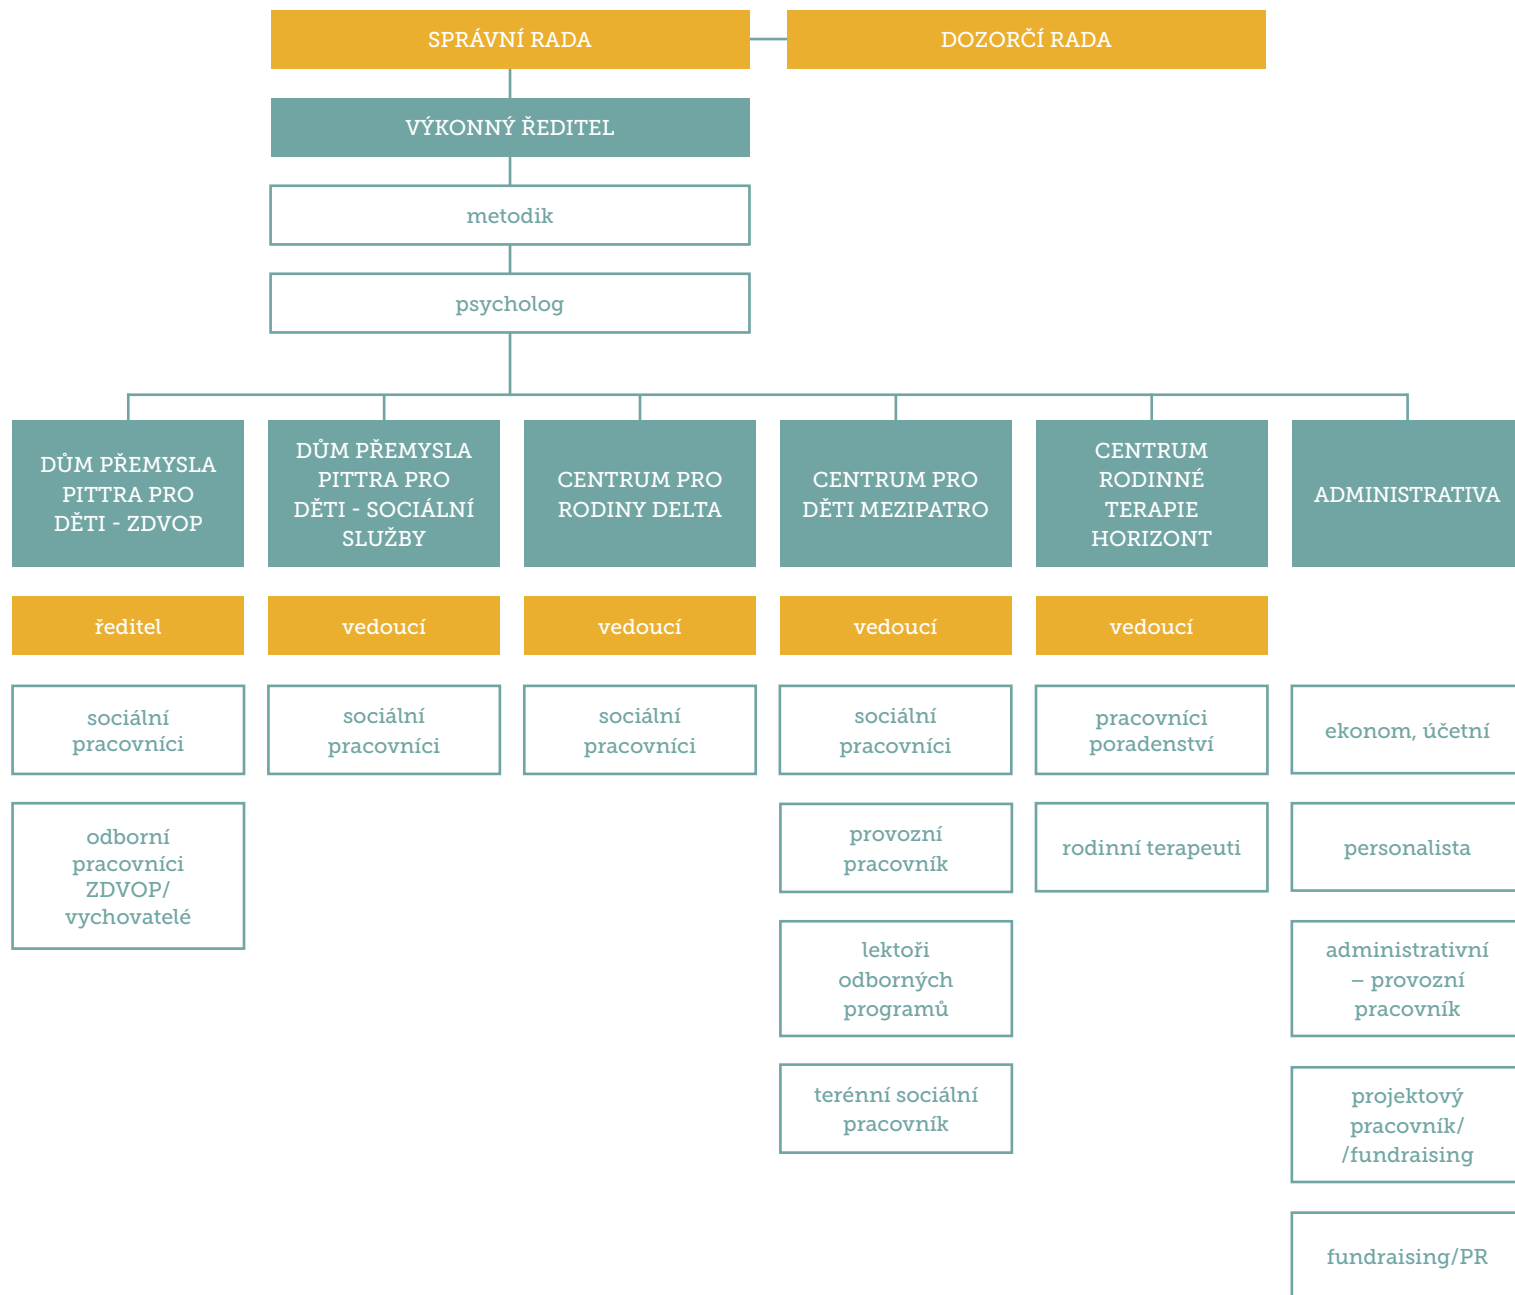 SPRÁVNÍ RADA
DOZORČÍ RADA
VÝKONNÝ ŘEDITEL
metodik
psycholog
DŮM PŘEMYSLA
PITTRA PRO
DĚTI - ZDVOP
DŮM PŘEMYSLA
PITTRA PRO
DĚTI - SOCIÁLNÍ
SLUŽBY
CENTRUM PRO
RODINY DELTA
CENTRUM PRO
DĚTI MEZIPATRO
CENTRUM
RODINNÉ
TERAPIE
HORIZONT
ADMINISTRATIVA
ředitel
vedoucí
vedoucí
vedoucí
vedoucí
sociální
pracovníci
sociální
pracovníci
sociální
pracovníci
sociální
pracovníci
pracovníci
poradenství
ekonom, účetní
odborní
pracovníci
ZDVOP/
vychovatelé
provozní
pracovník
rodinní terapeuti
personalista
lektoři
odborných
programů
administrativní
– provozní
pracovník
terénní sociální
pracovník
projektový
pracovník/
/fundraising
fundraising/PR